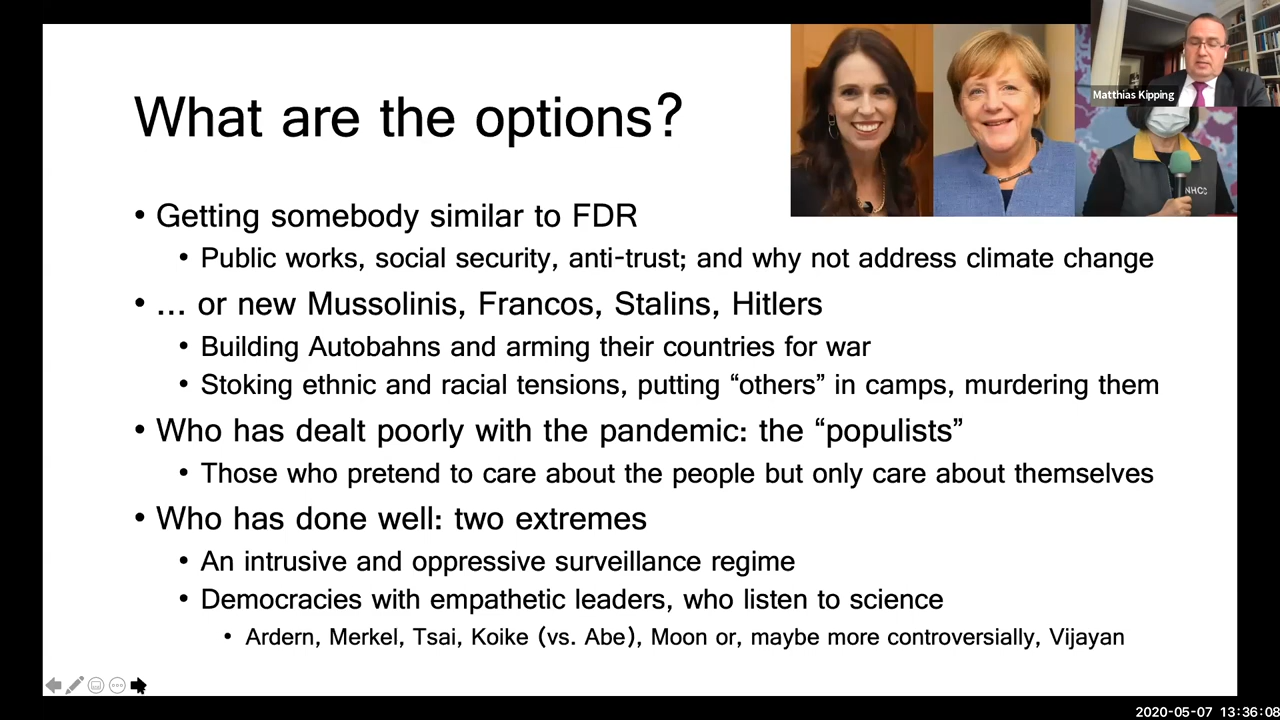 Matthias Kipping
NHCC
What are the options?
• Getting somebody similar to FDR
• Public works, social security, anti-trust; and why not address climate change
• … or new Mussolinis, Francos, Stalins, Hitlers
• Building Autobahns and arming their countries for war
• Stoking ethnic and racial tensions, putting “others” in camps, murdering them
• Who has dealt poorly with the pandemic: the “populists”
• Those who pretend to care about the people but only care about themselves
• Who has done well: two extremes
• An intrusive and oppressive surveillance regime
• Democracies with empathetic leaders, who listen to science
• Ardern, Merkel, Tsai, Koike (vs. Abe), Moon or, maybe more controversially, Vijayan
2020-05-07 13:36:08